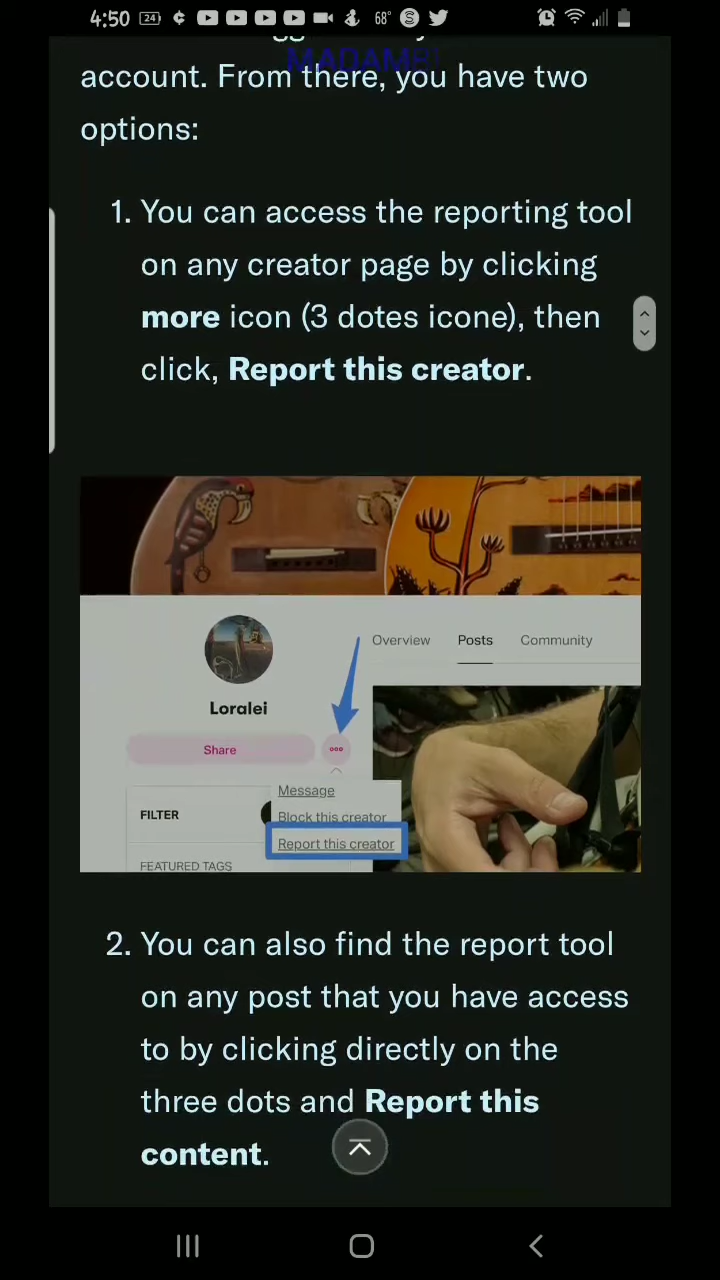 4:50 24 68°
MADAM
account. From there, you have two
options:
1. You can access the reporting tool
on any creator page by clicking
more icon (3 dotes icone), then
click, Report this creator.
Overview Posts Community
Loralei
Share
Message
FILTER
Block this creator
Report this creator
FEATURED TAGS
2. You can also find the report tool
on any post that you have access
to by clicking directly on the
three dots and Report this
content.